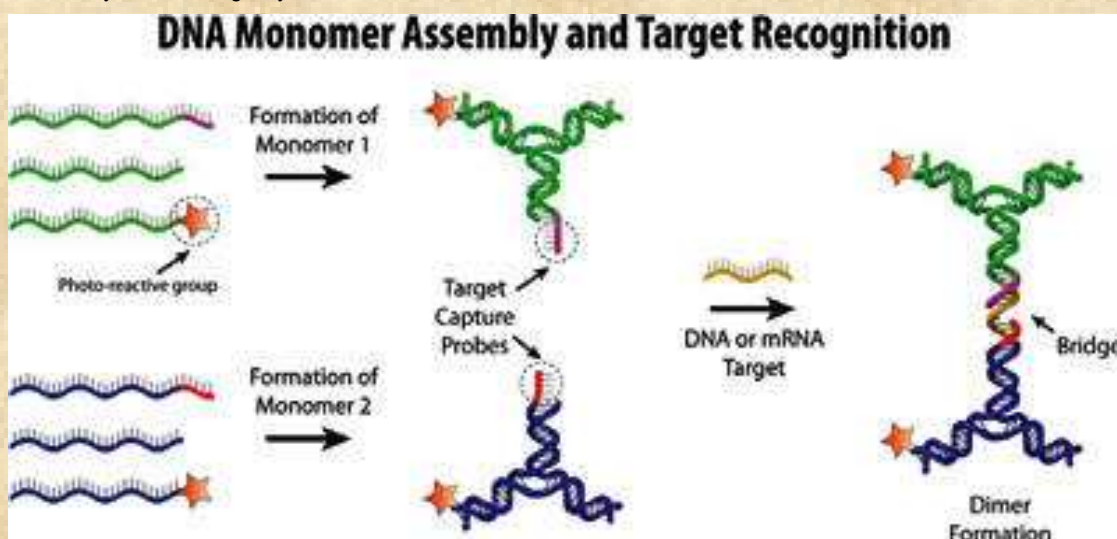 DNA Monomer Assembly and Target Recognition
Formation of
Monomer 1
Photo-reactive group
Target
Capture
Probes
DNA or mRNA
Target
Bridge
Formation of
Monomer 2
Dimer
Formation